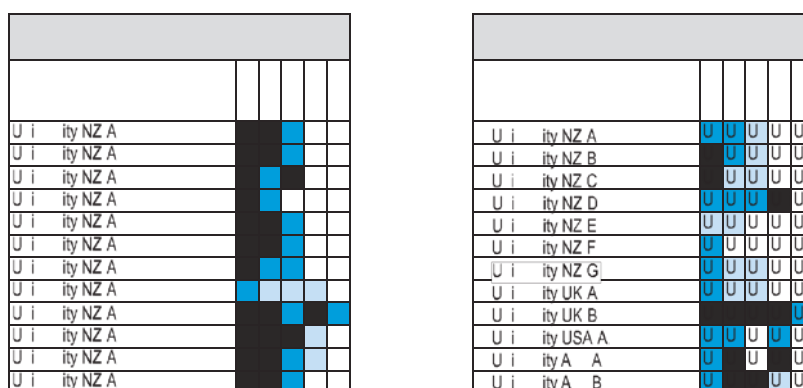 U i ity NZ A
U i ity NZ A
U i ity NZ A
U i ity NZ A
U i ity NZ A
U i ity NZ A
U i ity NZ A
U i ity NZ A
U i ity NZ A
U i ity NZ A
U i ity NZ A
U i ity NZ A
U i ity NZ A U U U U U
U i ity NZ B U U U U
U i ity NZ C U U U U
U i ity NZ D U U U U
U i ity NZ E U U U U U
U i ity NZ F U U U U U
U i ity NZ G U U U U U
U i ity UK A U U U U U
U i ity UK B U
U i ity USA A U U U U U
U i ity A A U U U
U i ity A B U U U